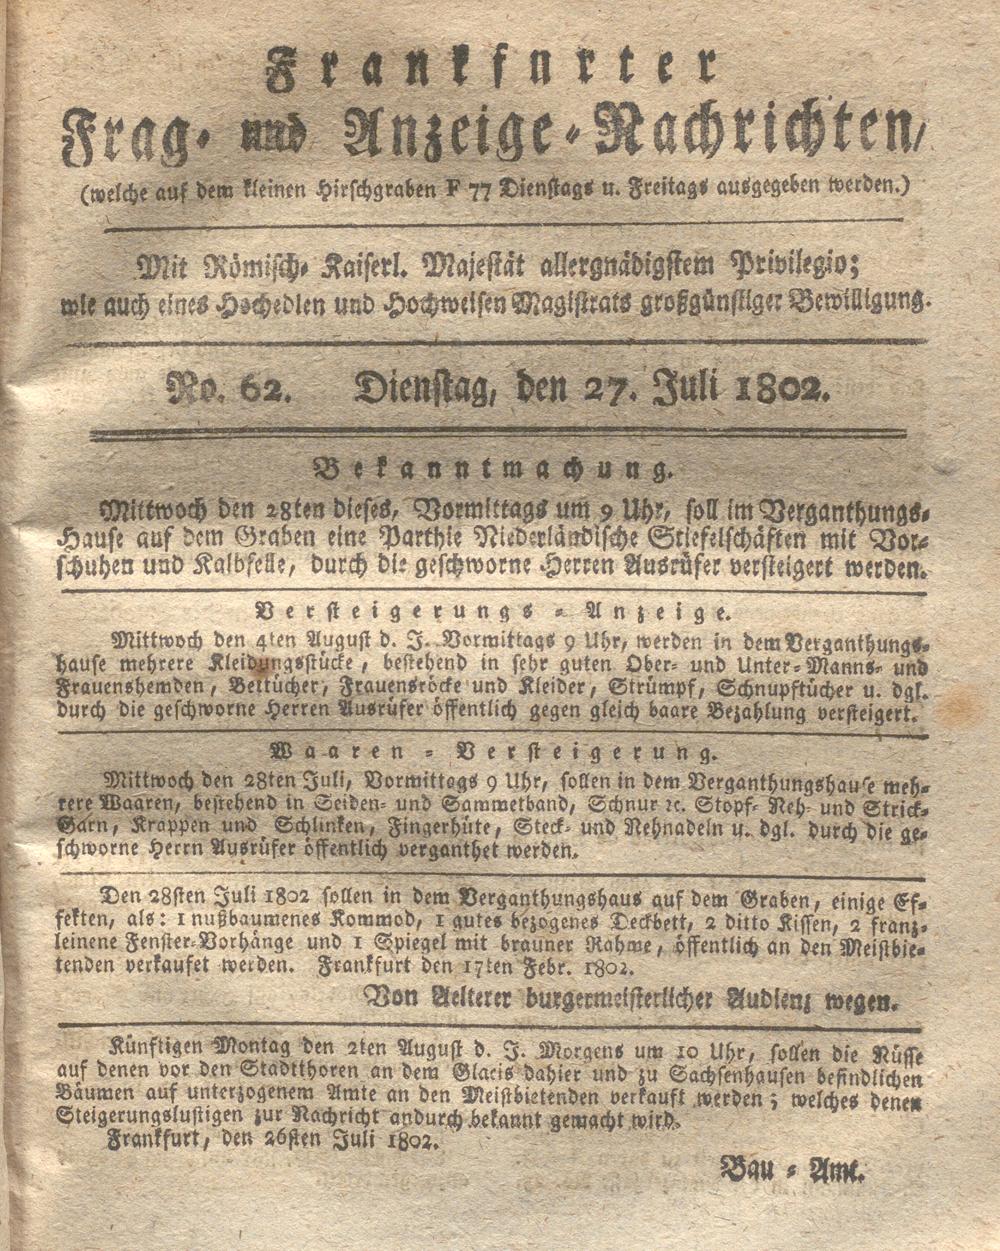 Frankfurter
Frag- und Anzeige-Nachrichten,
(welche auf dem kleinen Hirschgraben F 77 Dienstags u. Freitags ausgegeben werden.)
Mit Römisch- Kaiserl. Majestät allergnädigstem Privilegio;
wie auch eines Hochedlen und Hochweisen Magistrats großgünstiger Bewilligung.
No. 62. Dienstag, den 27. Juli 1802.
Bekanntmachung.
Mittwoch den 28ten dieses, Vormittags um 9 Uhr, soll im Verganthungs-
Hause auf dem Graben eine Parthie Niederländische Stiefelschäften mit Vor-
schuhen und Kalbfelle, durch die geschworne Herren Ausrüfer versteigert werden.
Versteigerungs-Anzeige.
Mittwoch den 4ten August d. J. Vormittags 9 Uhr, werden in dem Verganthungs-
hause mehrere Kleidungsstücke, bestehend in sehr guten Ober- und Unter-Manns- und
Frauenshemden, Bettücher, Frauensröcke und Kleider, Strümpf, Schnupftücher u. dgl.
durch die geschworne Herren Ausrüfer öffentlich gegen gleich baare Bezahlung versteigert.
Waaren-Versteigerung.
Mittwoch den 28ten Juli, Vormittags 9 Uhr, sollen in dem Verganthungshause meh-
rere Waaren, bestehend in Seiden- und Sammetband, Schnur ꝛc. Stopf- Neh- und Strick-
Garn, Krappen und Schlinken, Fingerhüte, Steck- und Nehnadeln u. dgl. durch die ge-
schworne Herrn Ausrüfer öffentlich verganthet werden.
Den 28sten Juli 1802 sollen in dem Verganthungshaus auf dem Graben, einige Ef-
fekten, als: 1 nußbaumenes Kommod, 1 gutes bezogenes Deckbett, 2 ditto Kissen, 2 franz-
leinene Fenster-Vorhänge und 1 Spiegel mit brauner Rahme, öffentlich an den Meistbie-
tenden verkaufet werden. Frankfurt den 17ten Febr. 1802.
Von Aelterer burgermeisterlicher Audienz wegen.
Künftigen Montag den 2ten August d. J. Morgens um 10 Uhr, sollen die Nüsse
auf denen vor den Stadtthoren an dem Glacis dahier und zu Sachsenhausen befindlichen
Bäumen auf unterzogenem Amte an den Meistbietenden verkauft werden; welches denen
Steigerungslustigen zur Nachricht andurch bekannt gemacht wird.
Frankfurt, den 26sten Juli 1802.
Bau-Amt.